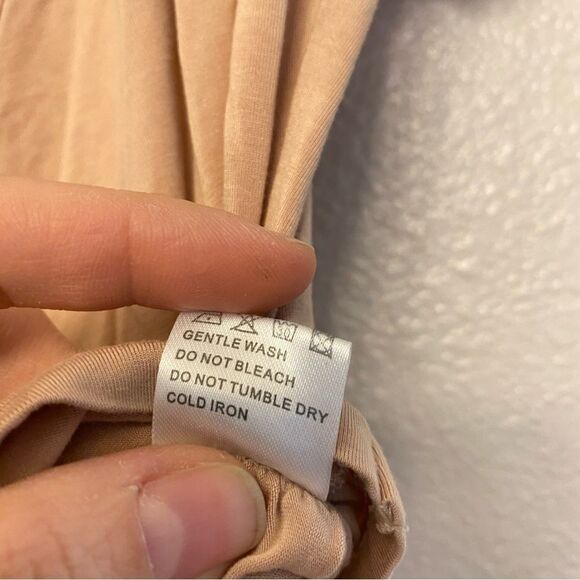 GENTLE WASH
DO NOT BLEACH
DO NOT TUMBLE DRY
COLD IRON